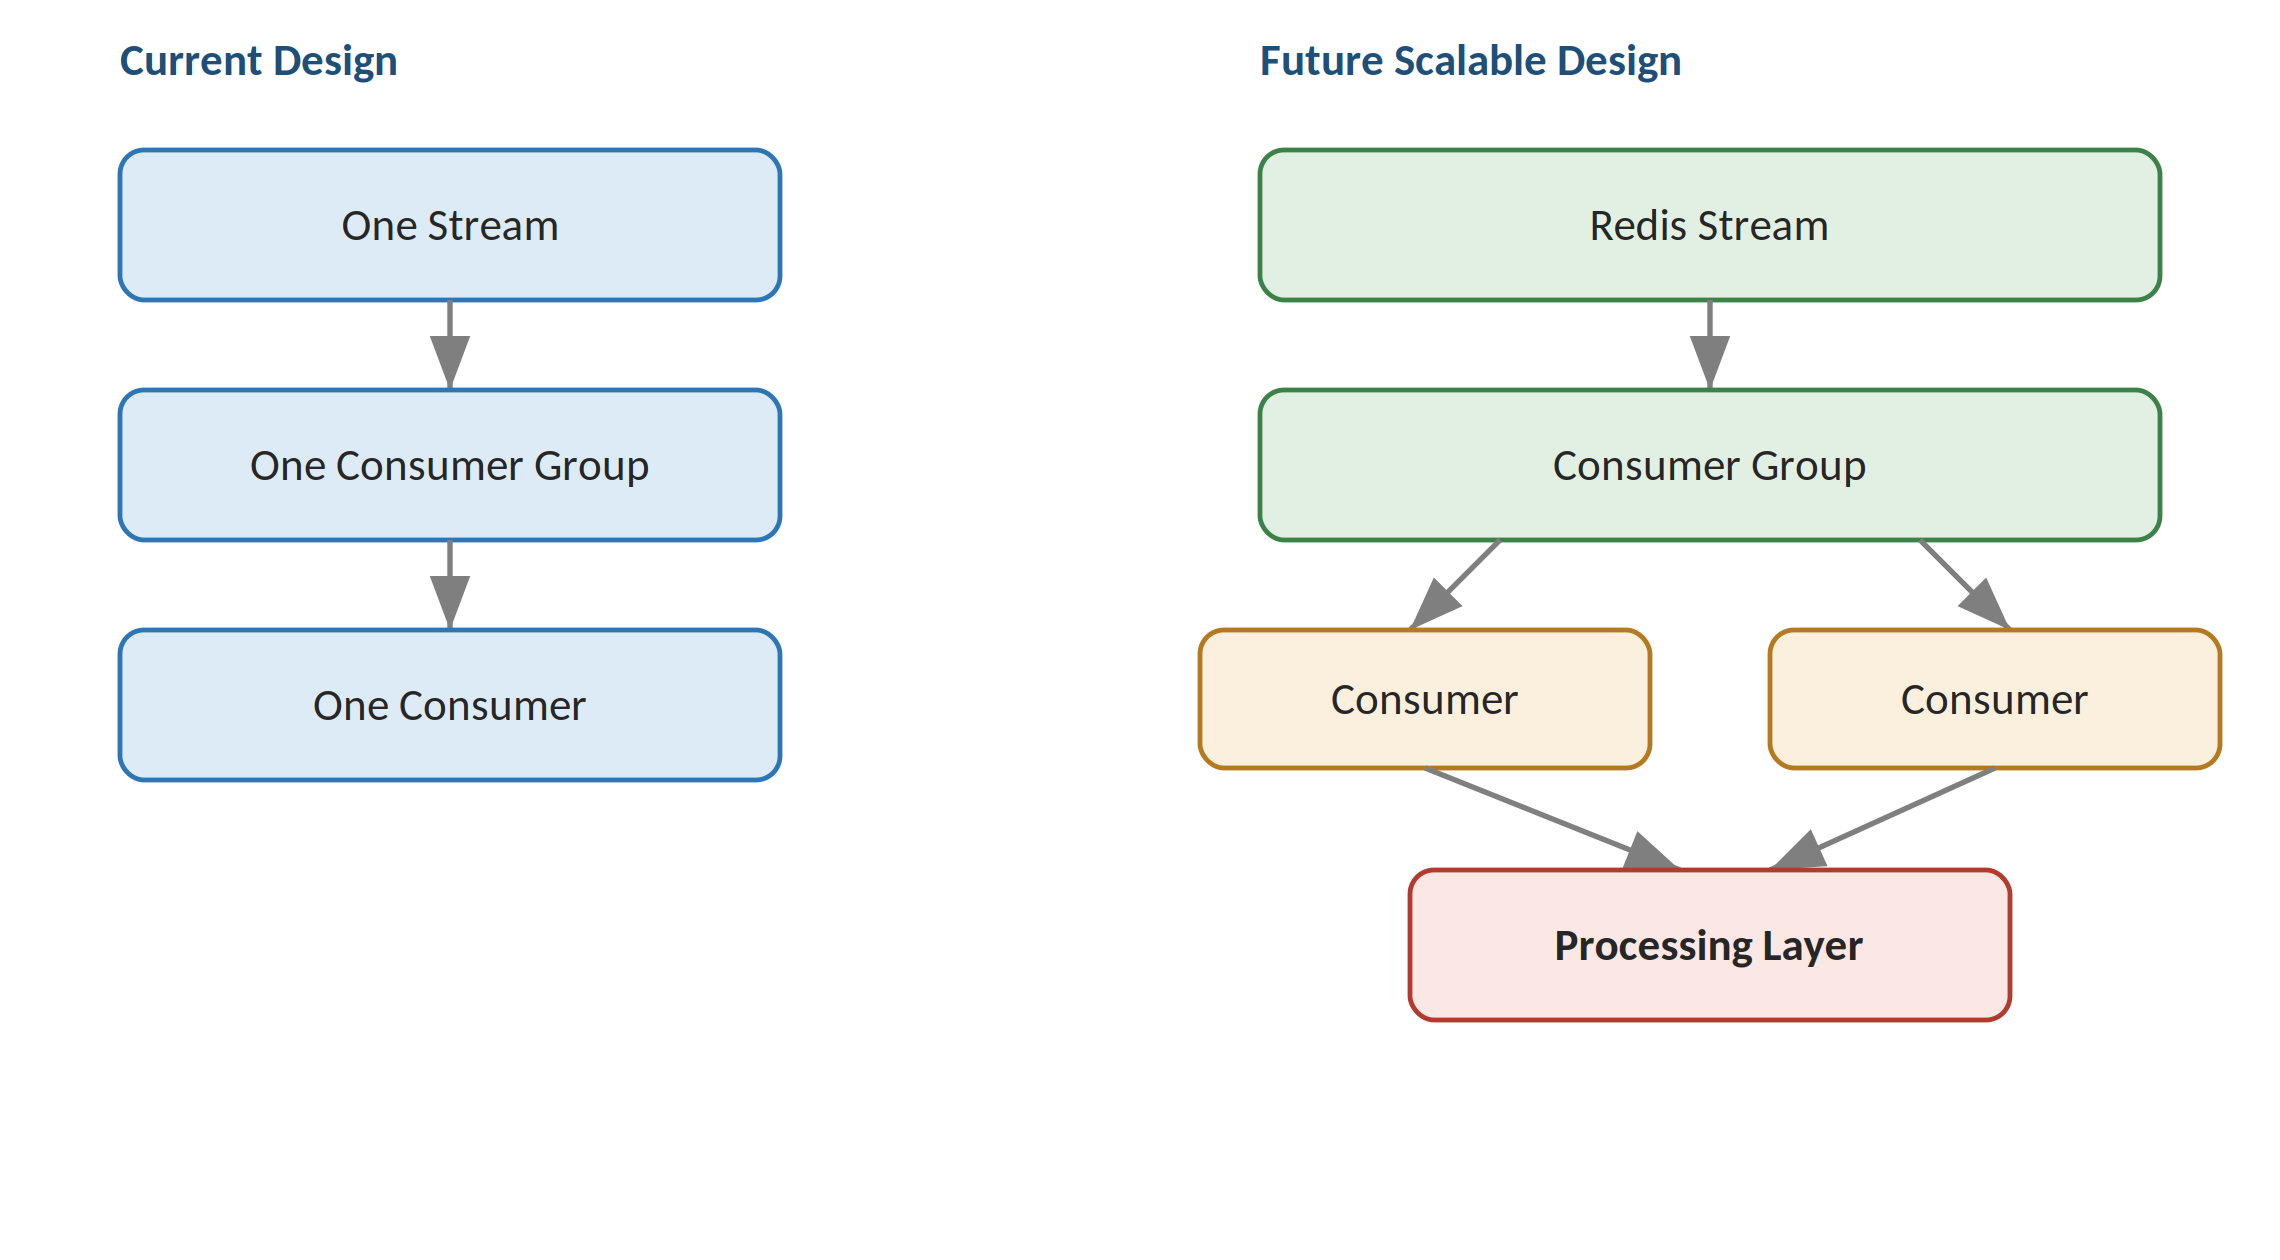 Current Design
One Stream
One Consumer Group
One Consumer
Future Scalable Design
Redis Stream
Consumer Group
Consumer
Consumer
Processing Layer